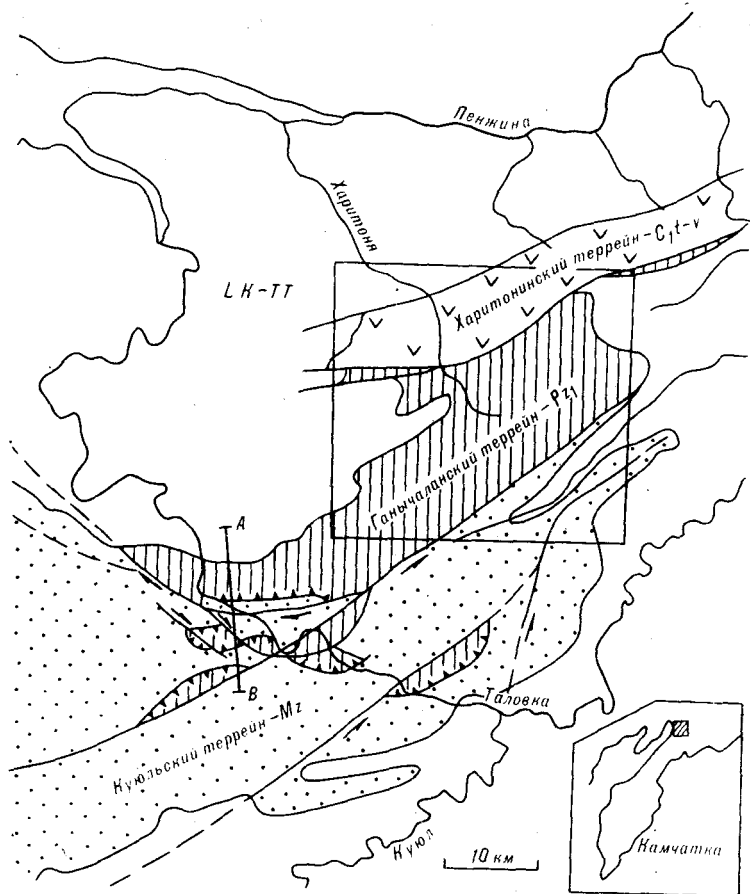 Пенжина
Харитоня
Харитонинский террейн-C₁t-v
LK-TT
Ганычаланский террейн-Pz₁
A
B
Таловка
Куюльский террейн-Mz
Куюл
10 км
Камчатка